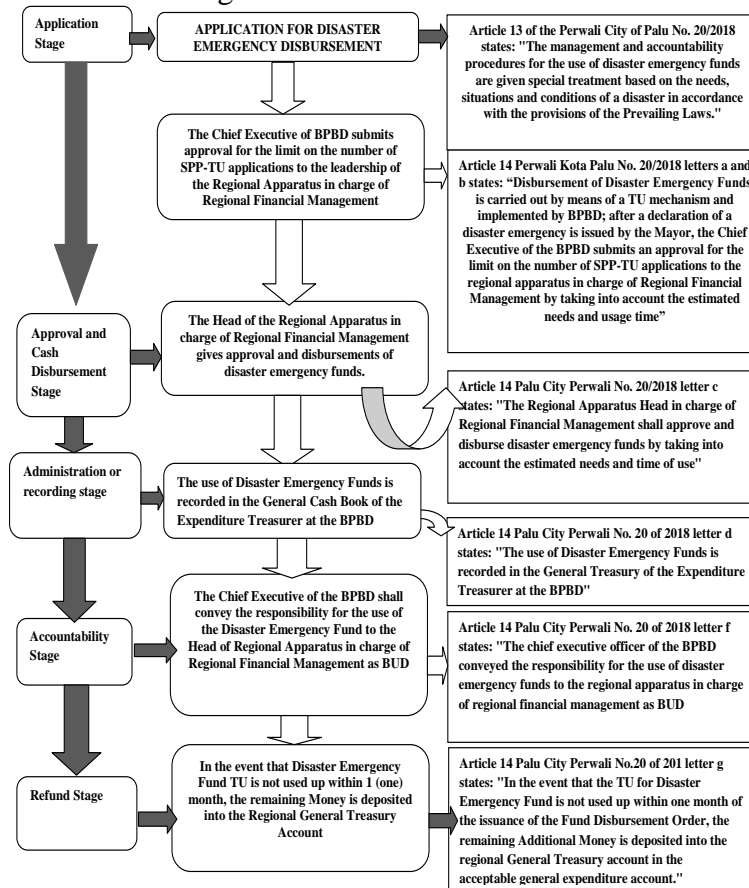 Application
Stage
APPLICATION FOR DISASTER
EMERGENCY DISBURSEMENT
Article 13 of the Perwali City of Palu No. 20/2018
states: "The management and accountability
procedures for the use of disaster emergency funds
are given special treatment based on the needs,
situations and conditions of a disaster in accordance
with the provisions of the Prevailing Laws."
The Chief Executive of BPBD submits
approval for the limit on the number of
SPP-TU applications to the leadership of
the Regional Apparatus in charge of
Regional Financial Management
Article 14 Perwali Kota Palu No. 20/2018 letters a and
b states: “Disbursement of Disaster Emergency Funds
is carried out by means of a TU mechanism and
implemented by BPBD; after a declaration of a
disaster emergency is issued by the Mayor, the Chief
Executive of the BPBD submits an approval for the
limit on the number of SPP-TU applications to the
regional apparatus in charge of Regional Financial
Management by taking into account the estimated
needs and usage time”
Approval and
Cash
Disbursement
Stage
The Head of the Regional Apparatus in
charge of Regional Financial Management
gives approval and disbursements of
disaster emergency funds.
Article 14 Palu City Perwali No. 20/2018 letter c
states: "The Regional Apparatus Head in charge of
Regional Financial Management shall approve and
disburse disaster emergency funds by taking into
account the estimated needs and time of use"
Administration or
recording stage
The use of Disaster Emergency Funds is
recorded in the General Cash Book of the
Expenditure Treasurer at the BPBD
Article 14 Palu City Perwali No. 20 of 2018 letter d
states: "The use of Disaster Emergency Funds is
recorded in the General Treasury of the Expenditure
Treasurer at the BPBD"
Accountability
Stage
The Chief Executive of the BPBD shall
convey the responsibility for the use of
the Disaster Emergency Fund to the
Head of Regional Apparatus in charge of
Regional Financial Management as BUD
Article 14 Palu City Perwali No. 20 of 2018 letter f
states: "The chief executive officer of the BPBD
conveyed the responsibility for the use of disaster
emergency funds to the regional apparatus in charge
of regional financial management as BUD
Refund Stage
In the event that Disaster Emergency
Fund TU is not used up within 1 (one)
month, the remaining Money is deposited
into the Regional General Treasury
Account
Article 14 Palu City Perwali No.20 of 201 letter g
states: "In the event that the TU for Disaster
Emergency Fund is not used up within one month of
the issuance of the Fund Disbursement Order, the
remaining Additional Money is deposited into the
regional General Treasury account in the
acceptable general expenditure account."